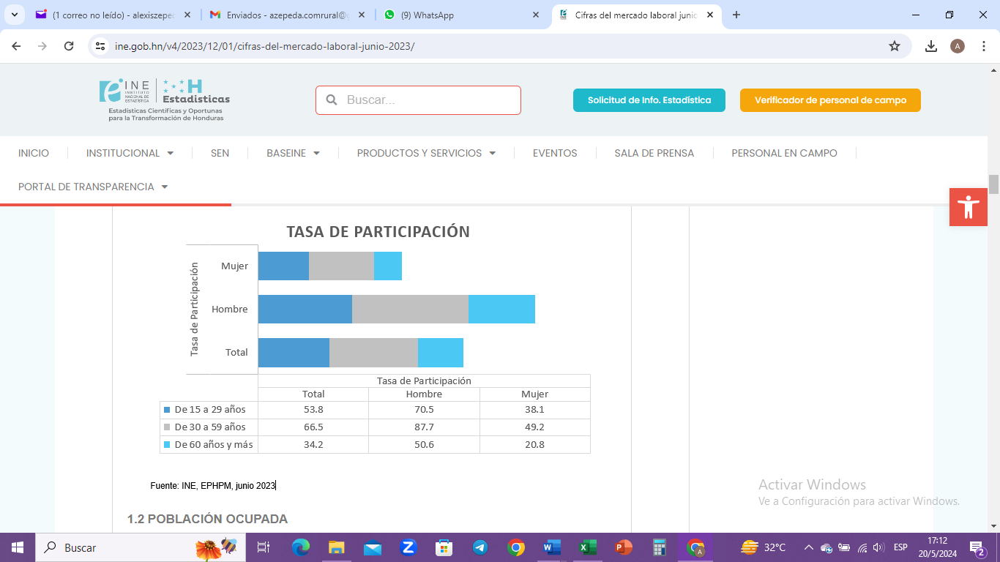 (1 correo no leído) - alexiszeped
Enviados - azepeda.comrural@g
(9) WhatsApp
Cifras del mercado laboral junio
ine.gob.hn/v4/2023/12/01/cifras-del-mercado-laboral-junio-2023/
A
INE
INSTITUTO
NACIONAL DE
ESTADÍSTICA
H
Estadísticas
Estadísticas Científicas y Oportunas
para la Transformación de Honduras
Buscar...
Solicitud de Info. Estadística
Verificador de personal de campo
INICIO
INSTITUCIONAL
SEN
BASEINE
PRODUCTOS Y SERVICIOS
EVENTOS
SALA DE PRENSA
PERSONAL EN CAMPO
PORTAL DE TRANSPARENCIA
TASA DE PARTICIPACIÓN
Tasa de Participación
Mujer
Hombre
Total
Tasa de Participación
Total Hombre Mujer
De 15 a 29 años 53.8 70.5 38.1
De 30 a 59 años 66.5 87.7 49.2
De 60 años y más 34.2 50.6 20.8
Fuente: INE, EPHPM, junio 2023
1.2 POBLACIÓN OCUPADA
Activar Windows
Ve a Configuración para activar Windows.
Buscar
32°C
ESP
17:12
20/5/2024
2